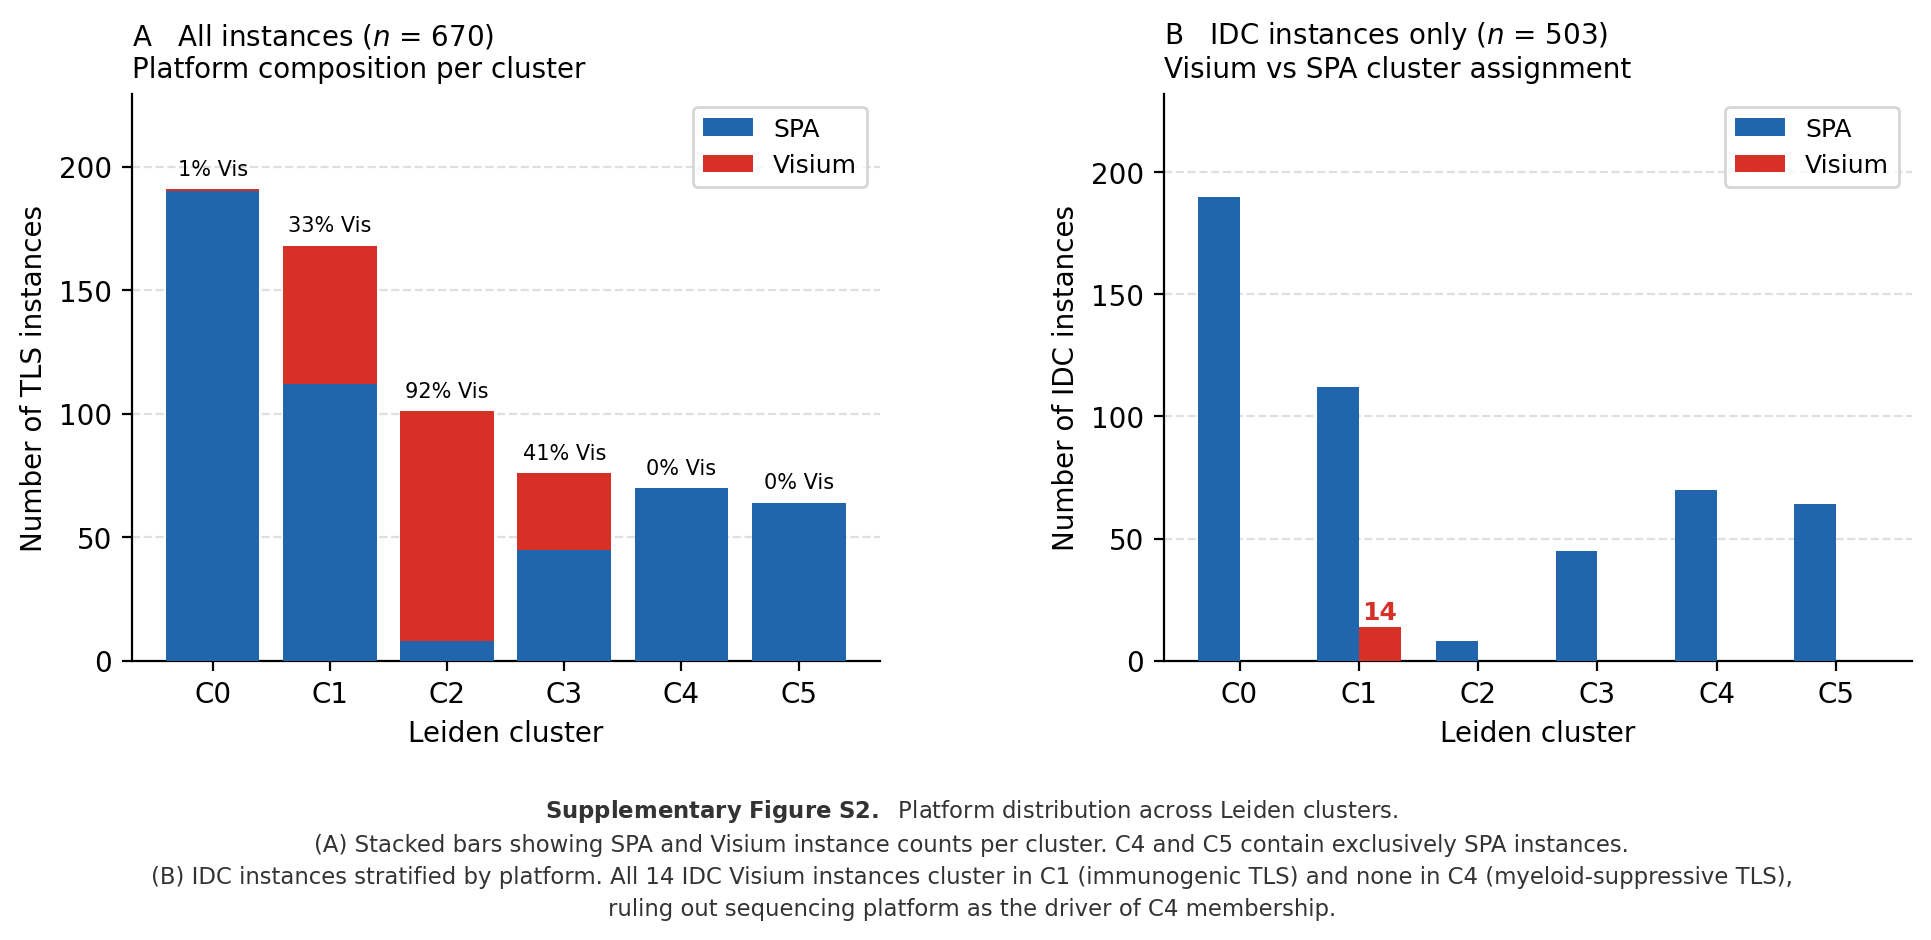 A All instances (n = 670)
Platform composition per cluster
Number of TLS instances
200
150
100
50
0
1% Vis
33% Vis
92% Vis
41% Vis
0% Vis
0% Vis
SPA
Visium
C0 C1 C2 C3 C4 C5
Leiden cluster
B IDC instances only (n = 503)
Visium vs SPA cluster assignment
Number of IDC instances
200
150
100
50
0
14
SPA
Visium
C0 C1 C2 C3 C4 C5
Leiden cluster
Supplementary Figure S2. Platform distribution across Leiden clusters.
(A) Stacked bars showing SPA and Visium instance counts per cluster. C4 and C5 contain exclusively SPA instances.
(B) IDC instances stratified by platform. All 14 IDC Visium instances cluster in C1 (immunogenic TLS) and none in C4 (myeloid-suppressive TLS),
ruling out sequencing platform as the driver of C4 membership.